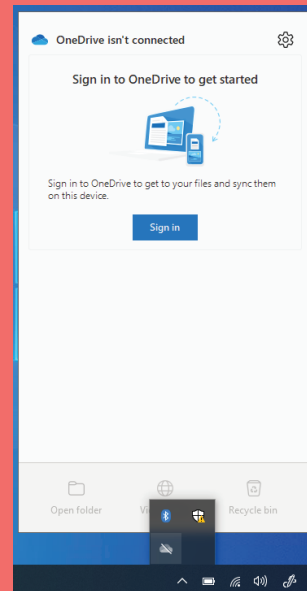 OneDrive isn't connected
Sign in to OneDrive to get started
Sign in to OneDrive to get to your files and sync them
on this device.
Sign in
Open folder
Recycle bin